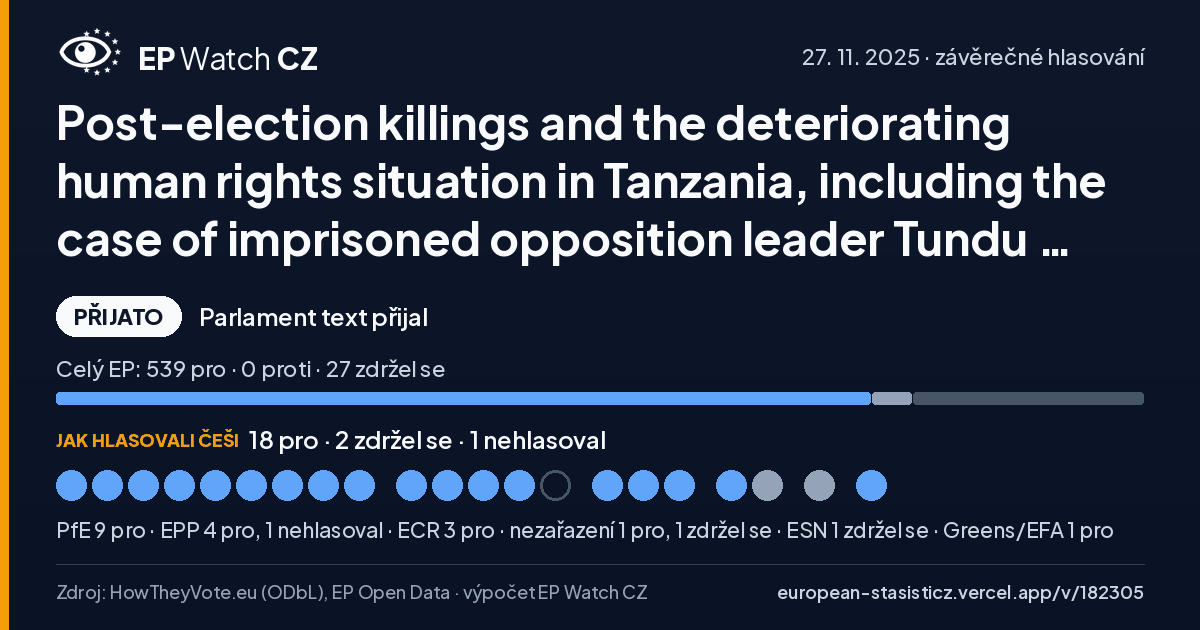 EP Watch CZ
27. 11. 2025 · závěrečné hlasování
Post-election killings and the deteriorating
human rights situation in Tanzania, including the
case of imprisoned opposition leader Tundu …
PŘIJATO Parlament text přijal
Celý EP: 539 pro · 0 proti · 27 zdržel se
JAK HLASOVALI ČEŠI 18 pro · 2 zdržel se · 1 nehlasoval
PfE 9 pro · EPP 4 pro, 1 nehlasoval · ECR 3 pro · nezařazení 1 pro, 1 zdržel se · ESN 1 zdržel se · Greens/EFA 1 pro
Zdroj: HowTheyVote.eu (ODbL), EP Open Data · výpočet EP Watch CZ
european-stasisticz.vercel.app/v/182305